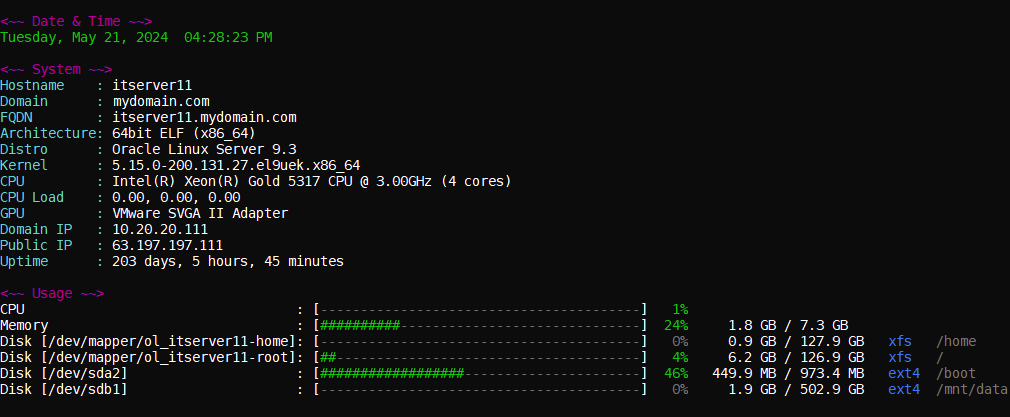 <~~ Date & Time ~~>
Tuesday, May 21, 2024  04:28:23 PM
<~~ System ~~>
Hostname    : itserver11
Domain      : mydomain.com
FQDN        : itserver11.mydomain.com
Architecture: 64bit ELF (x86_64)
Distro      : Oracle Linux Server 9.3
Kernel      : 5.15.0-200.131.27.el9uek.x86_64
CPU         : Intel(R) Xeon(R) Gold 5317 CPU @ 3.00GHz (4 cores)
CPU Load    : 0.00, 0.00, 0.00
GPU         : VMware SVGA II Adapter
Domain IP   : 10.20.20.111
Public IP   : 63.197.197.111
Uptime      : 203 days, 5 hours, 45 minutes
<~~ Usage ~~>
CPU                                  : [----------------------------------------]   1%
Memory                               : [##########------------------------------]  24%     1.8 GB / 7.3 GB
Disk [/dev/mapper/ol_itserver11-home]: [----------------------------------------]   0%     0.9 GB / 127.9 GB   xfs   /home
Disk [/dev/mapper/ol_itserver11-root]: [##--------------------------------------]   4%     6.2 GB / 126.9 GB   xfs   /
Disk [/dev/sda2]                     : [##################----------------------]  46%   449.9 MB / 973.4 MB   ext4  /boot
Disk [/dev/sdb1]                     : [----------------------------------------]   0%     1.9 GB / 502.9 GB   ext4  /mnt/data